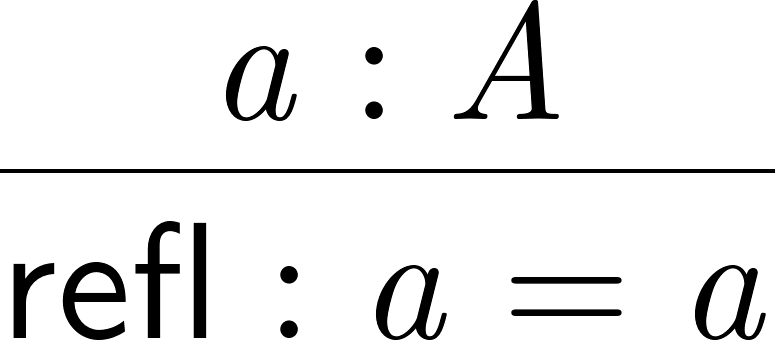 a : A
refl : a = a